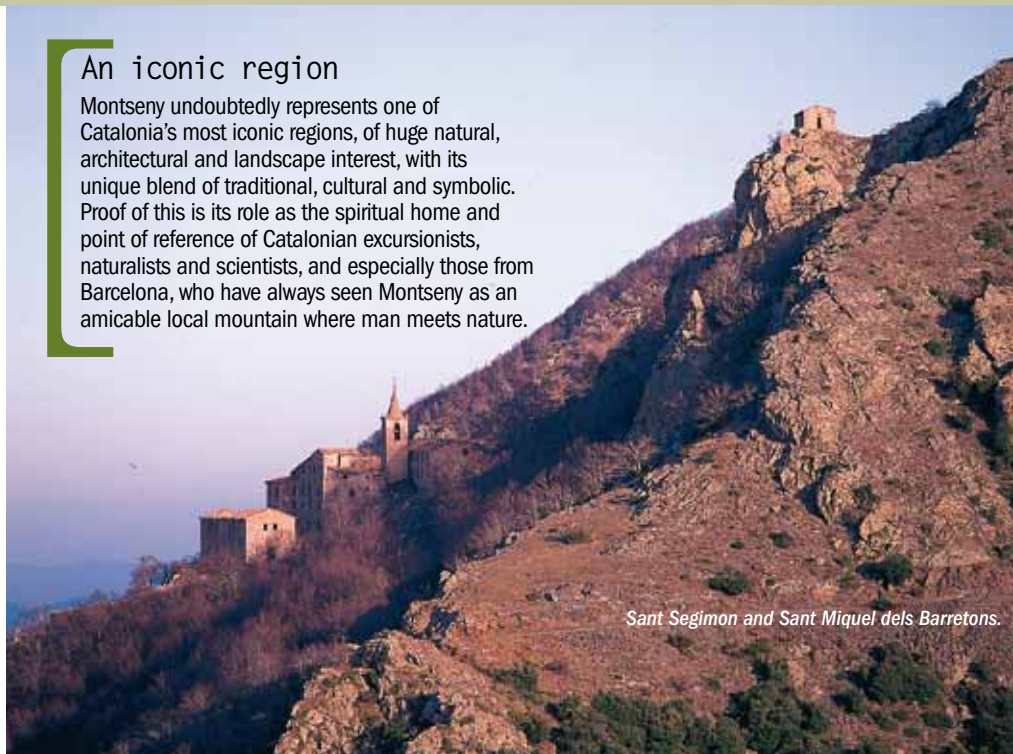 An iconic region
Montseny undoubtedly represents one of
Catalonia's most iconic regions, of huge natural,
architectural and landscape interest, with its
unique blend of traditional, cultural and symbolic.
Proof of this is its role as the spiritual home and
point of reference of Catalonian excursionists,
naturalists and scientists, and especially those from
Barcelona, who have always seen Montseny as an
amicable local mountain where man meets nature.
Sant Segimon and Sant Miquel dels Barretons.